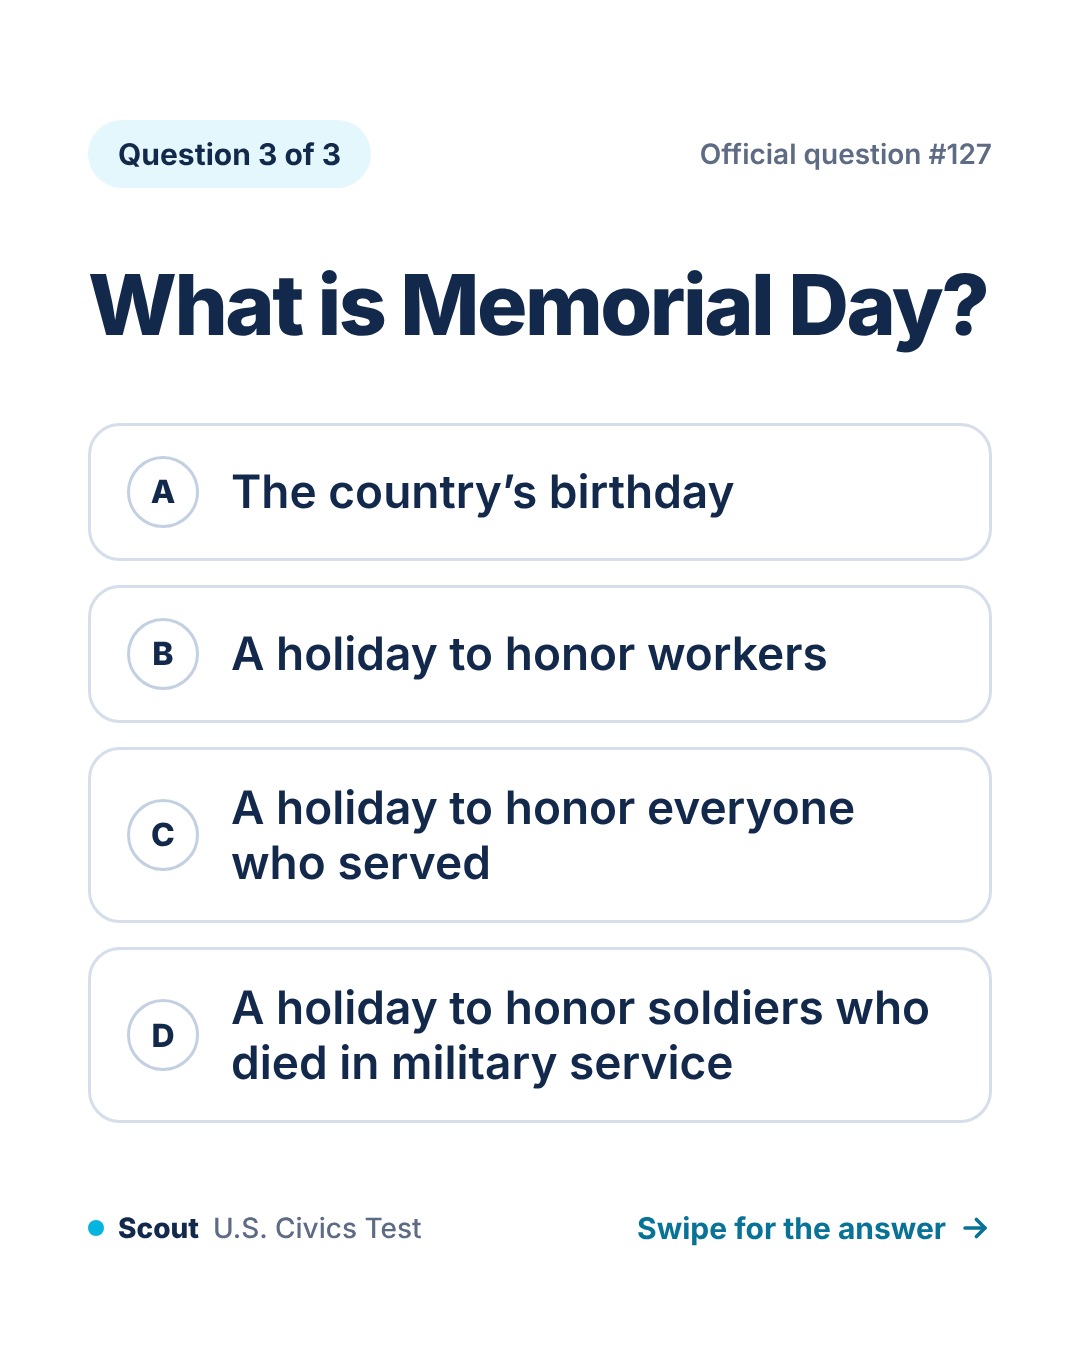 Question 3 of 3
Official question #127
What is Memorial Day?
A The country’s birthday
B A holiday to honor workers
C A holiday to honor everyone
who served
D A holiday to honor soldiers who
died in military service
Scout U.S. Civics Test
Swipe for the answer →